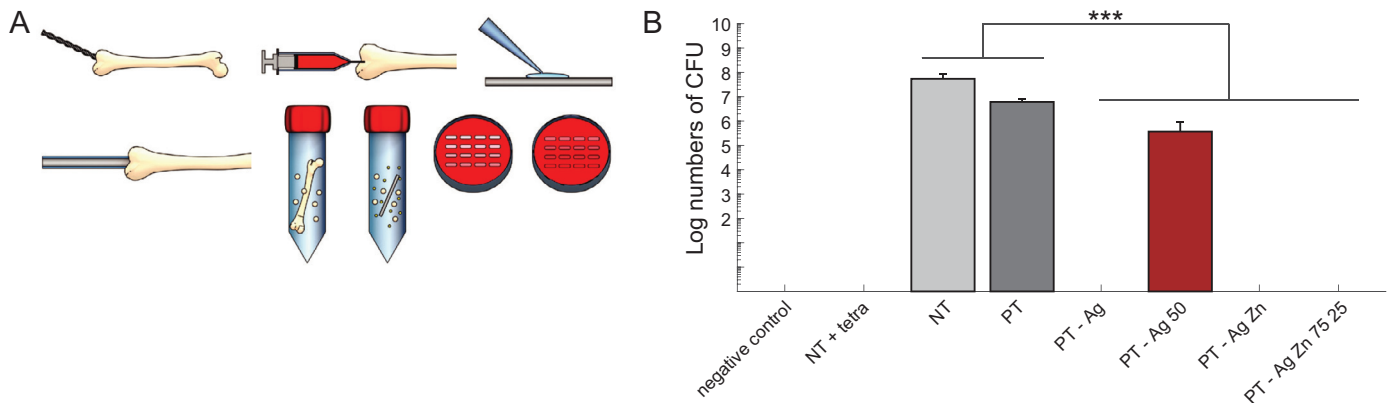 A
B
***
Log numbers of CFU
10
9
8
7
6
5
4
3
2
negative control
NT + tetra
NT
PT
PT - Ag
PT - Ag 50
PT - Ag Zn
PT - Ag Zn 75 25